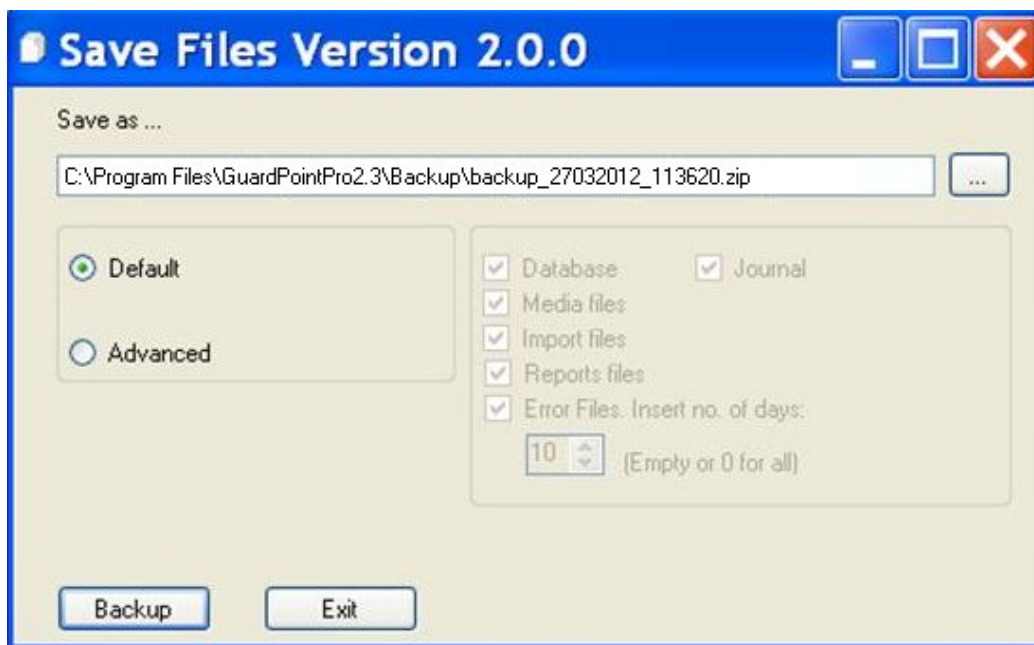 Save Files Version 2.0.0
Save as ...
C:\Program Files\GuardPointPro2.3\Backup\backup_27032012_113620.zip
...
Default
Advanced
Database Journal
Media files
Import files
Reports files
Error Files. Insert no. of days:
10 (Empty or 0 for all)
Backup Exit